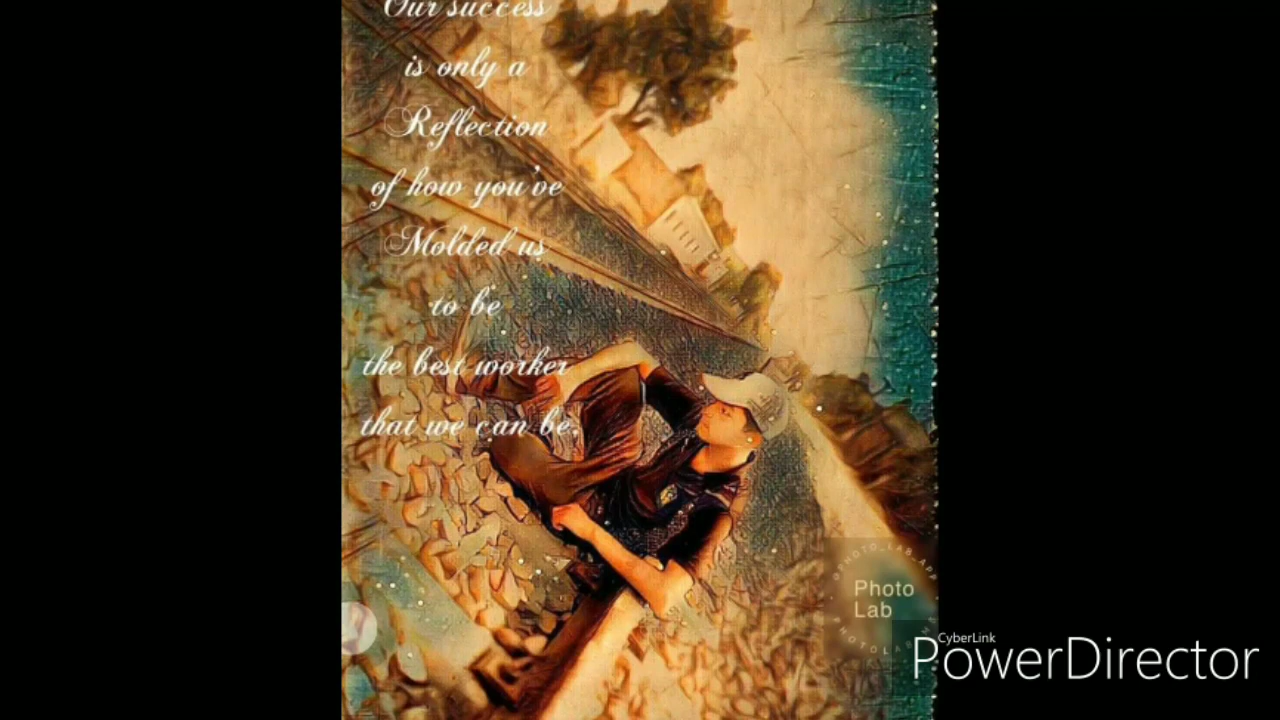 Our success
is only a
Reflection
of how you've
Molded us
to be
the best worker
that we can be.
Photo
Lab
CyberLink
PowerDirector